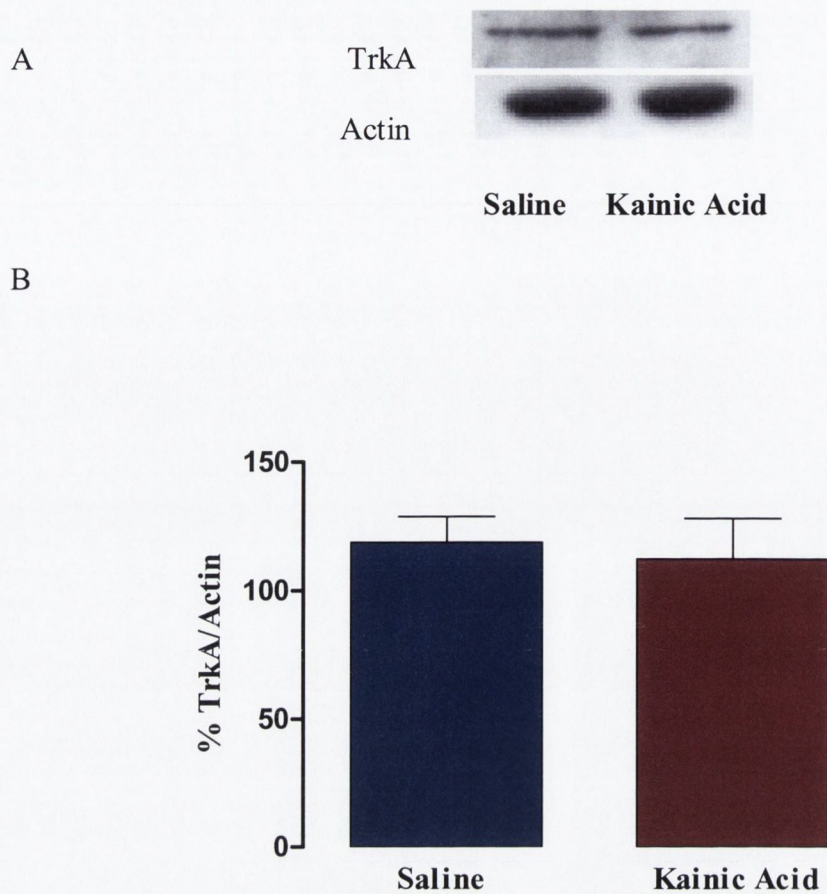 A
TrkA
Actin
Saline Kainic Acid
B
150
100
50
0
% TrkA/Actin
Saline Kainic Acid